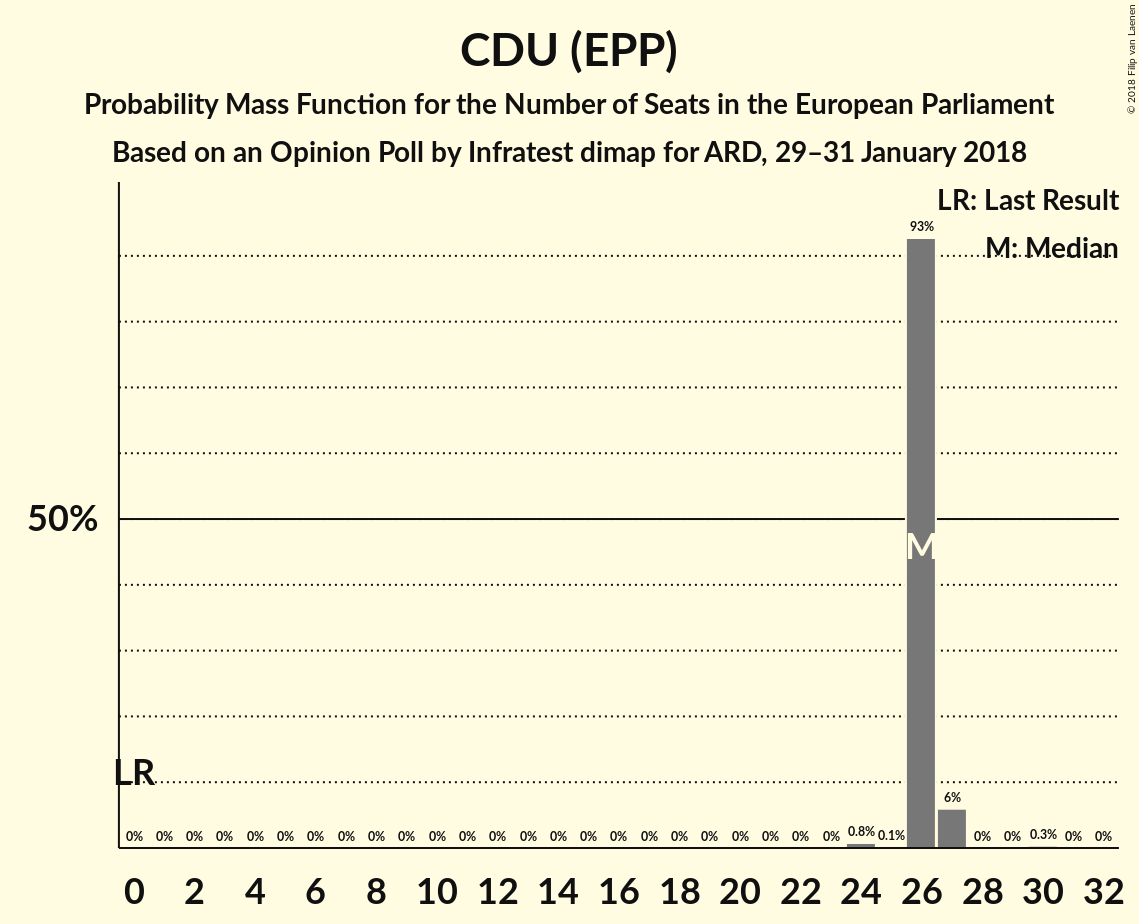 CDU (EPP)
Probability Mass Function for the Number of Seats in the European Parliament
Based on an Opinion Poll by Infratest dimap for ARD, 29–31 January 2018
© 2018 Filip van Laenen
LR: Last Result
M: Median
93%
50%
M
LR
6%
0% 0% 0% 0% 0% 0% 0% 0% 0% 0% 0% 0% 0% 0% 0% 0% 0% 0% 0% 0% 0% 0% 0% 0% 0.8% 0.1% 0% 0% 0.3% 0% 0%
0 2 4 6 8 10 12 14 16 18 20 22 24 26 28 30 32